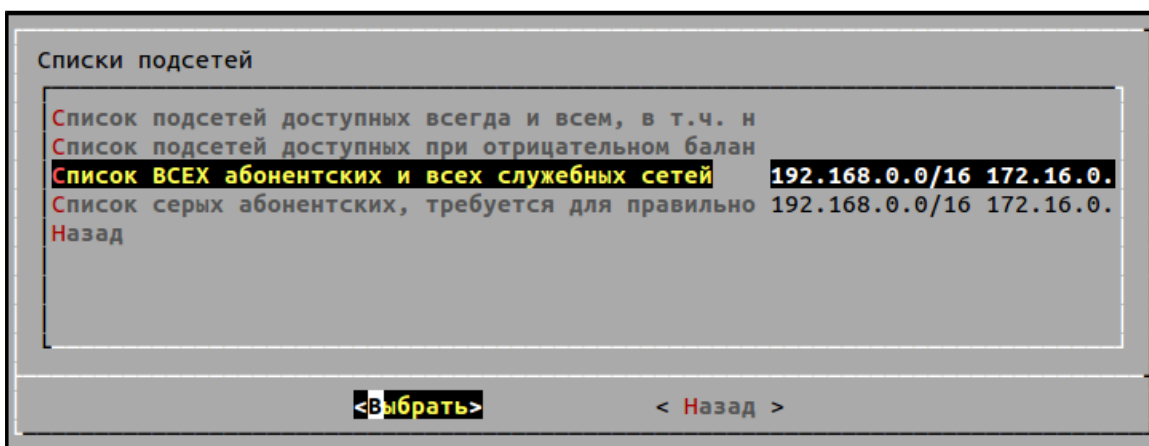 Списки подсетей
Список подсетей доступных всегда и всем, в т.ч. н
Список подсетей доступных при отрицательном балан
Список ВСЕХ абонентских и всех служебных сетей 192.168.0.0/16 172.16.0.
Список серых абонентских, требуется для правильно 192.168.0.0/16 172.16.0.
Назад
<Выбрать> < Назад >